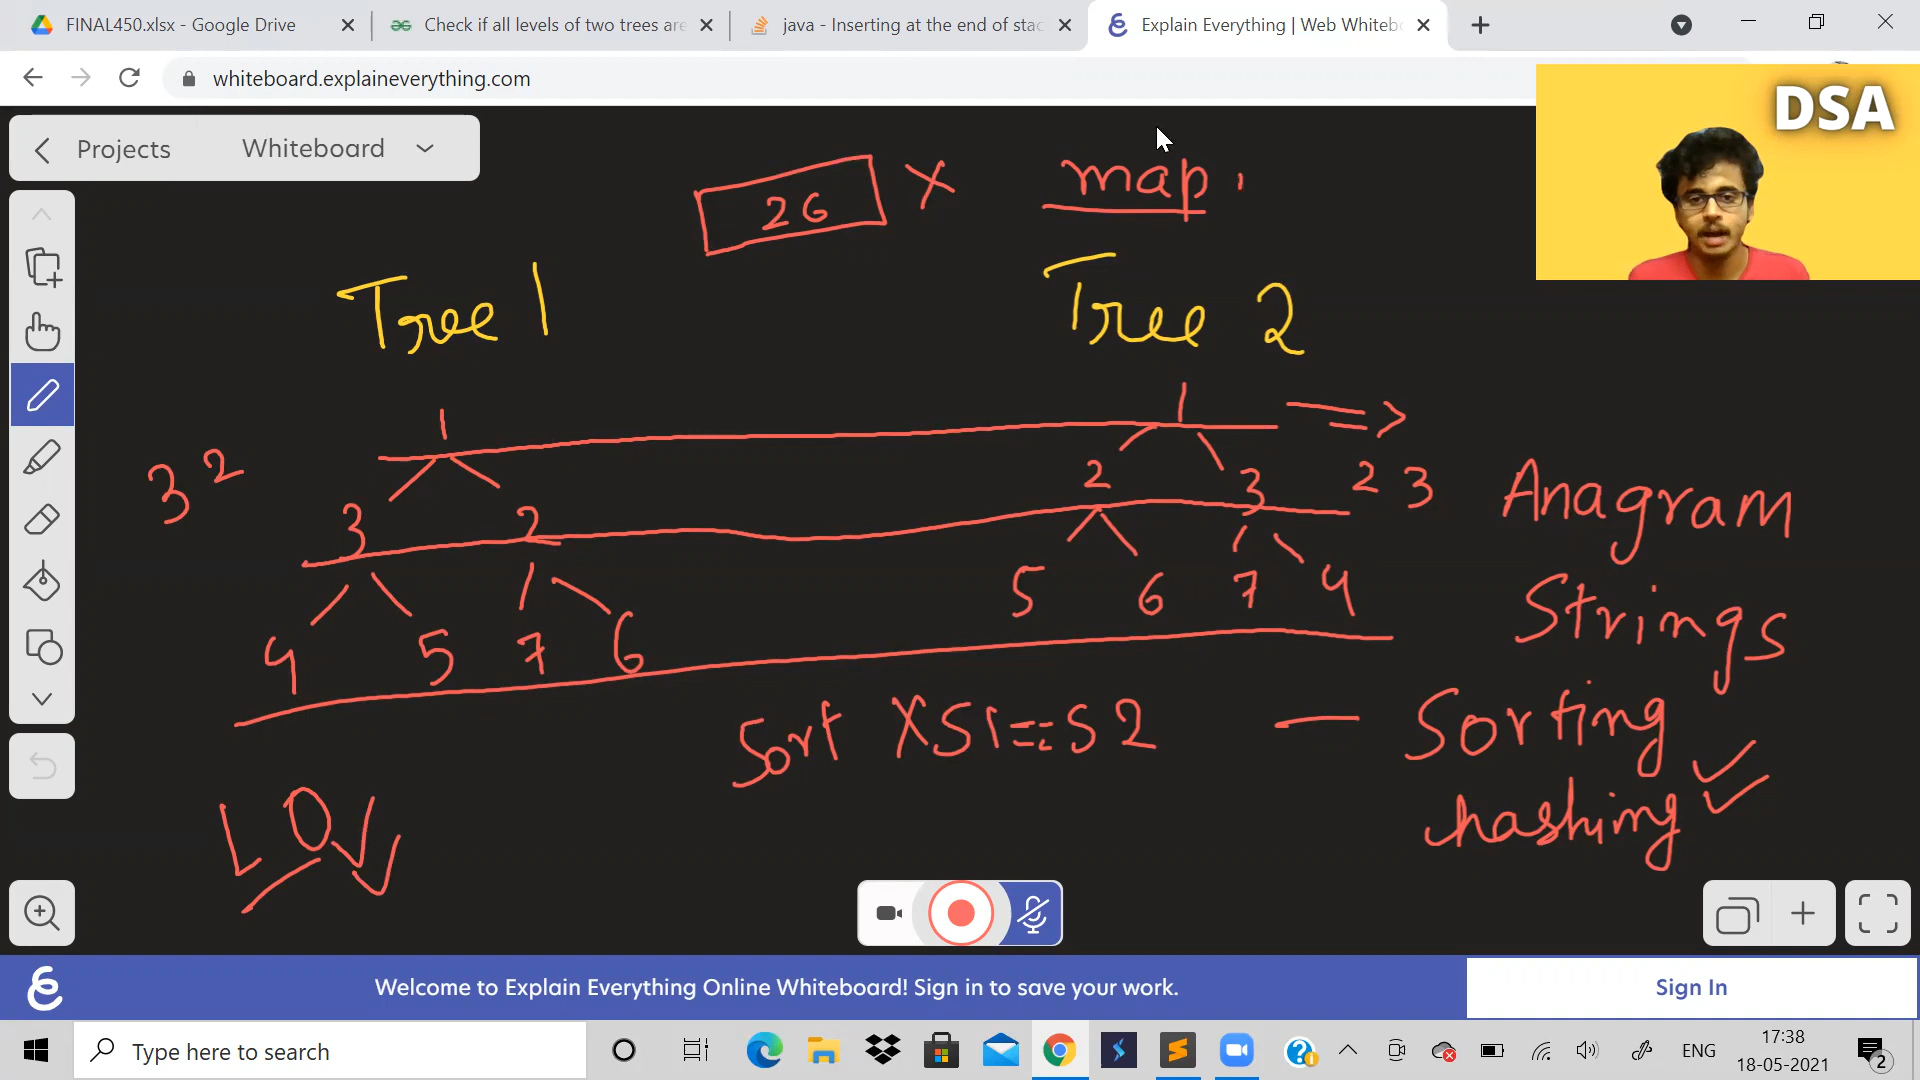 FINAL450.xlsx - Google Drive
Check if all levels of two trees are
java - Inserting at the end of stac
Explain Everything | Web Whitebo
whiteboard.explaineverything.com
DSA
Projects
Whiteboard
26 X
map
Tree 1
Tree 2
1
1
3 2
3 2
2 3
2 3
4 5 7 6
5 6 7 4
Anagram
Strings
Sort X S1==S2
— Sorting
hashing
LOV
Welcome to Explain Everything Online Whiteboard! Sign in to save your work.
Sign In
Type here to search
ENG
17:38
18-05-2021
2